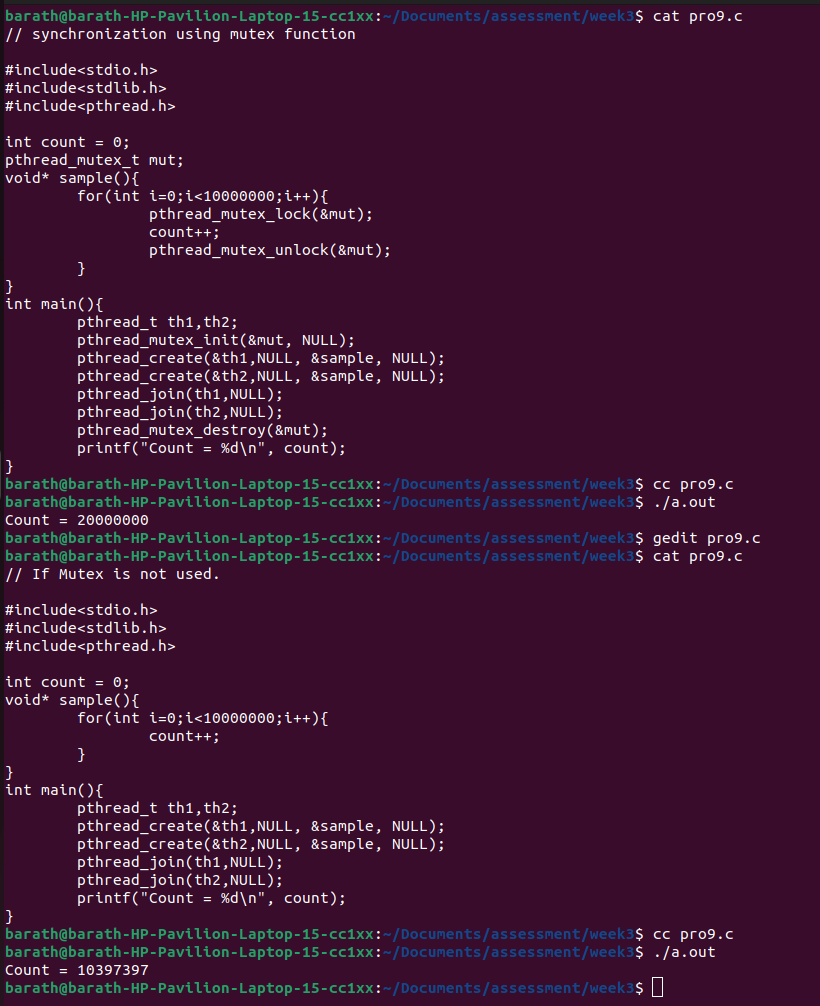 barath@barath-HP-Pavilion-Laptop-15-cc1xx:~/Documents/assessment/week3$ cat pro9.c
// synchronization using mutex function

#include<stdio.h>
#include<stdlib.h>
#include<pthread.h>

int count = 0;
pthread_mutex_t mut;
void* sample(){
        for(int i=0;i<10000000;i++){
                pthread_mutex_lock(&mut);
                count++;
                pthread_mutex_unlock(&mut);
        }
}
int main(){
        pthread_t th1,th2;
        pthread_mutex_init(&mut, NULL);
        pthread_create(&th1,NULL, &sample, NULL);
        pthread_create(&th2,NULL, &sample, NULL);
        pthread_join(th1,NULL);
        pthread_join(th2,NULL);
        pthread_mutex_destroy(&mut);
        printf("Count = %d\n", count);
}
barath@barath-HP-Pavilion-Laptop-15-cc1xx:~/Documents/assessment/week3$ cc pro9.c
barath@barath-HP-Pavilion-Laptop-15-cc1xx:~/Documents/assessment/week3$ ./a.out
Count = 20000000
barath@barath-HP-Pavilion-Laptop-15-cc1xx:~/Documents/assessment/week3$ gedit pro9.c
barath@barath-HP-Pavilion-Laptop-15-cc1xx:~/Documents/assessment/week3$ cat pro9.c
// If Mutex is not used.

#include<stdio.h>
#include<stdlib.h>
#include<pthread.h>

int count = 0;
void* sample(){
        for(int i=0;i<10000000;i++){
                count++;
        }
}
int main(){
        pthread_t th1,th2;
        pthread_create(&th1,NULL, &sample, NULL);
        pthread_create(&th2,NULL, &sample, NULL);
        pthread_join(th1,NULL);
        pthread_join(th2,NULL);
        printf("Count = %d\n", count);
}
barath@barath-HP-Pavilion-Laptop-15-cc1xx:~/Documents/assessment/week3$ cc pro9.c
barath@barath-HP-Pavilion-Laptop-15-cc1xx:~/Documents/assessment/week3$ ./a.out
Count = 10397397
barath@barath-HP-Pavilion-Laptop-15-cc1xx:~/Documents/assessment/week3$